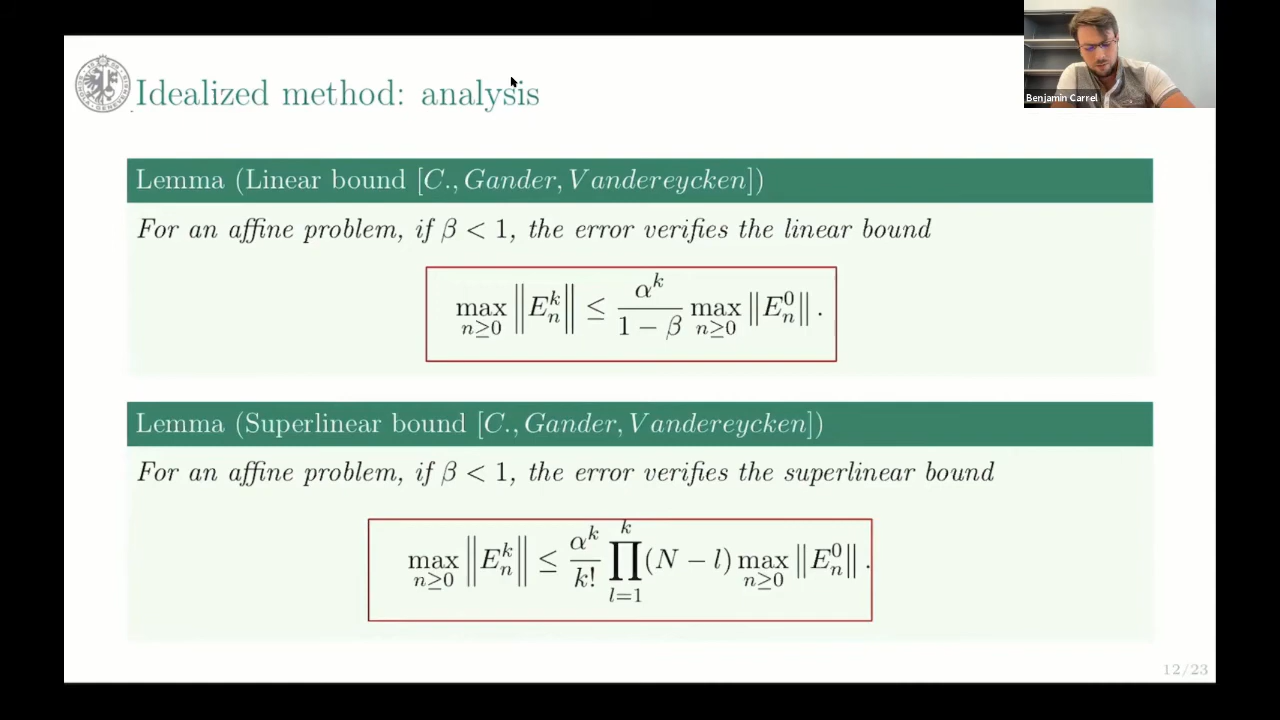 Idealized method: analysis
Benjamin Carrel
Lemma (Linear bound [C., Gander, Vandereycken])
For an affine problem, if β < 1, the error verifies the linear bound
max_{n≥0} ‖E_n^k‖ ≤ \frac{α^k}{1 − β} max_{n≥0} ‖E_n^0‖ .
Lemma (Superlinear bound [C., Gander, Vandereycken])
For an affine problem, if β < 1, the error verifies the superlinear bound
max_{n≥0} ‖E_n^k‖ ≤ \frac{α^k}{k!} ∏_{l=1}^{k} (N − l) max_{n≥0} ‖E_n^0‖ .
12/23